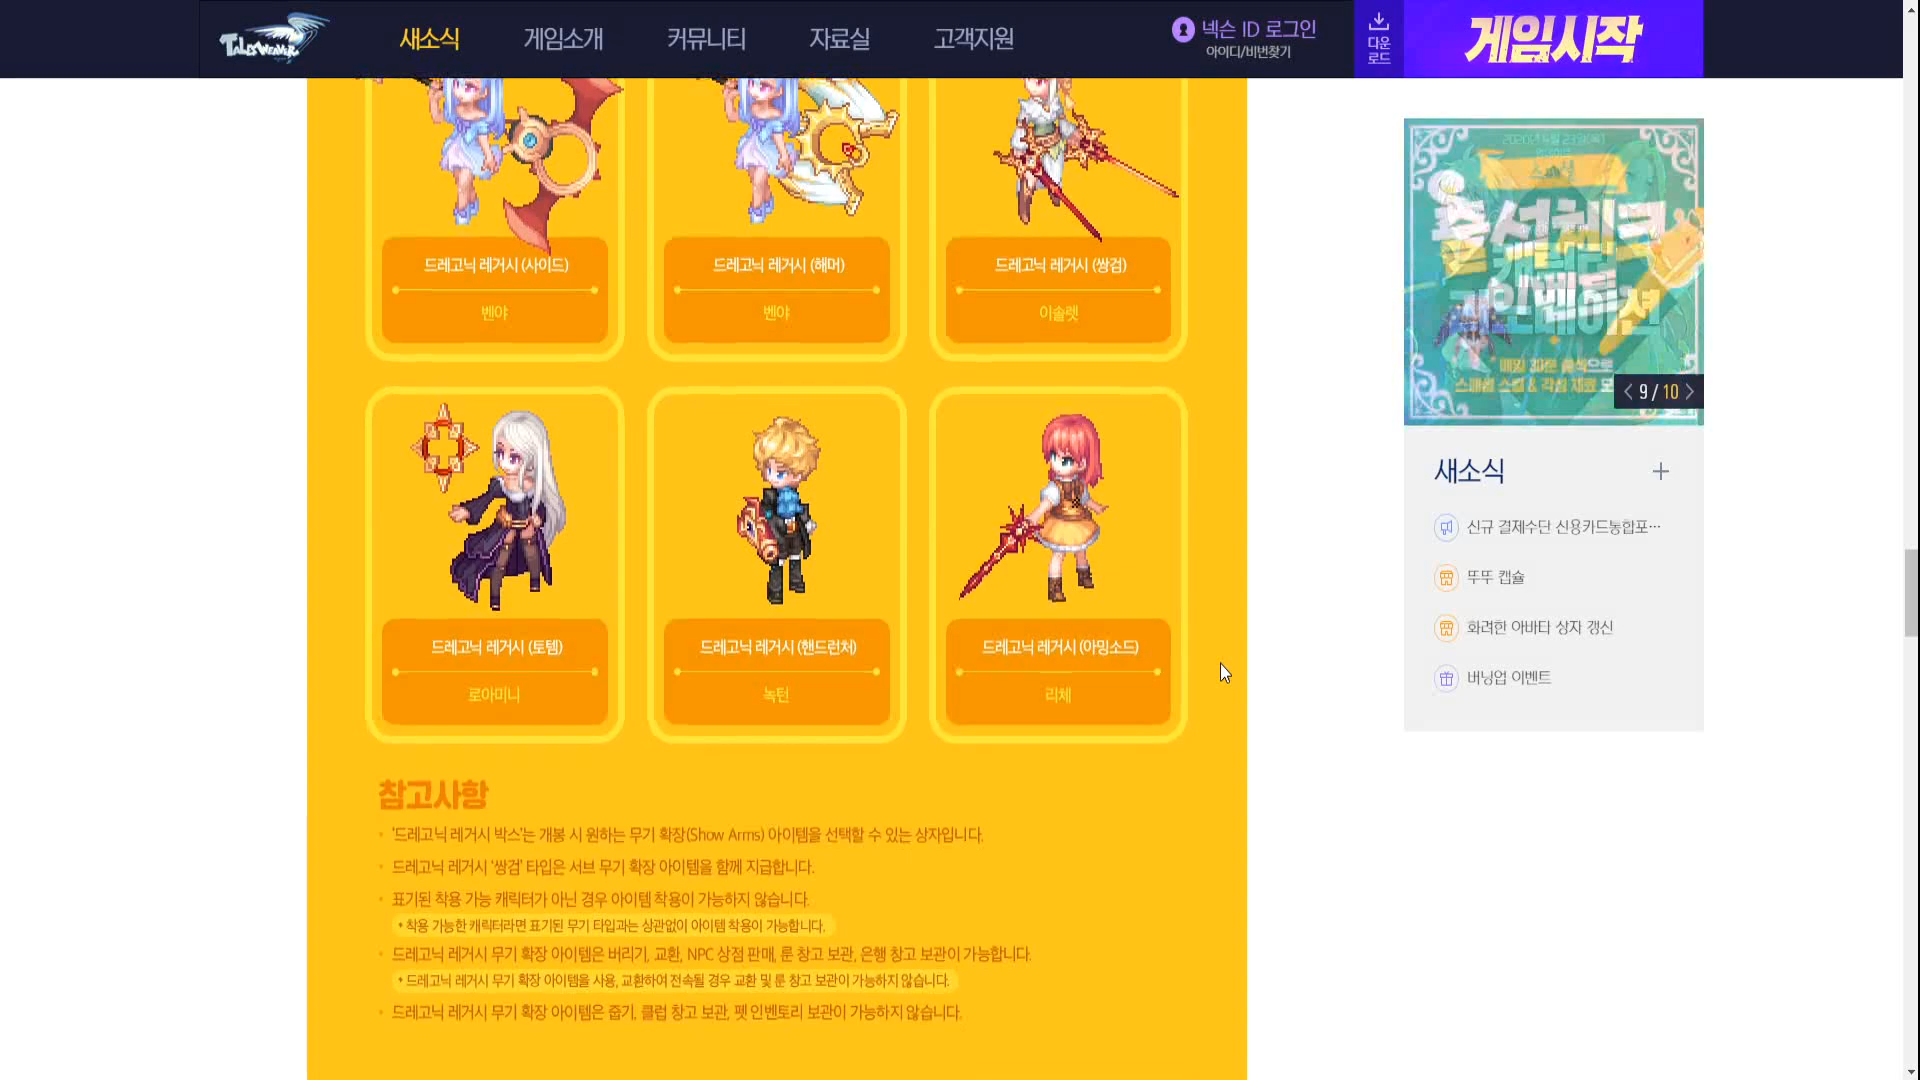 TALESWEAVER
새소식
게임소개
커뮤니티
자료실
고객지원
넥슨 ID 로그인
아이디/비번찾기
다운
로드
게임시작
드레고닉 레거시 (사이드)
벤야
드레고닉 레거시 (해머)
벤야
드레고닉 레거시 (쌍검)
이솔렛
드레고닉 레거시 (토템)
로아미니
드레고닉 레거시 (핸드런처)
녹턴
드레고닉 레거시 (아밍소드)
리체
참고사항
• '드레고닉 레거시 박스'는 개봉 시 원하는 무기 확장(Show Arms) 아이템을 선택할 수 있는 상자입니다.
• 드레고닉 레거시 '쌍검' 타입은 서브 무기 확장 아이템을 함께 지급합니다.
• 표기된 착용 가능 캐릭터가 아닌 경우 아이템 착용이 가능하지 않습니다.
* 착용 가능한 캐릭터라면 표기된 무기 타입과는 상관없이 아이템 착용이 가능합니다.
• 드레고닉 레거시 무기 확장 아이템은 버리기, 교환, NPC 상점 판매, 룬 창고 보관, 은행 창고 보관이 가능합니다.
* 드레고닉 레거시 무기 확장 아이템을 사용, 교환하여 전속될 경우 교환 및 룬 창고 보관이 가능하지 않습니다.
• 드레고닉 레거시 무기 확장 아이템은 줍기, 클럽 창고 보관, 펫 인벤토리 보관이 가능하지 않습니다.
9 / 10
새소식
신규 결제수단 신용카드통합포···
뚜뚜 캡슐
화려한 아바타 상자 갱신
버닝업 이벤트